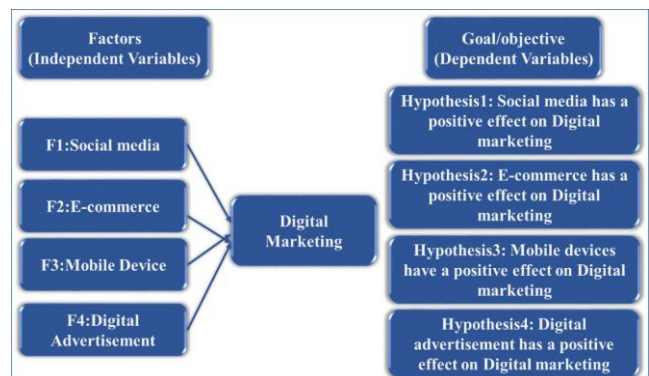 Factors
(Independent Variables)
Goal/objective
(Dependent Variables)
F1:Social media
F2:E-commerce
F3:Mobile Device
F4:Digital
Advertisement
Digital
Marketing
Hypothesis1: Social media has a
positive effect on Digital
marketing
Hypothesis2: E-commerce has a
positive effect on Digital
marketing
Hypothesis3: Mobile devices
have a positive effect on Digital
marketing
Hypothesis4: Digital
advertisement has a positive
effect on Digital marketing